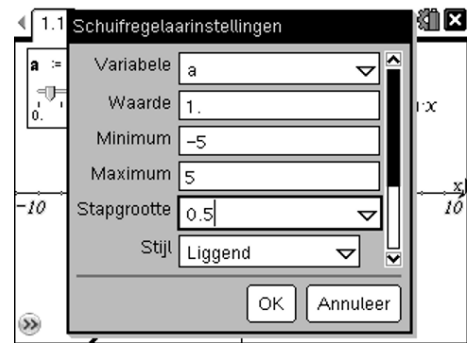 1.1
Schuifregelaarinstellingen
a :=
0.
Variabele a
Waarde 1.
Minimum -5
Maximum 5
Stapgrootte 0.5
Stijl Liggend
·x
x
-10
10
OK Annuleer